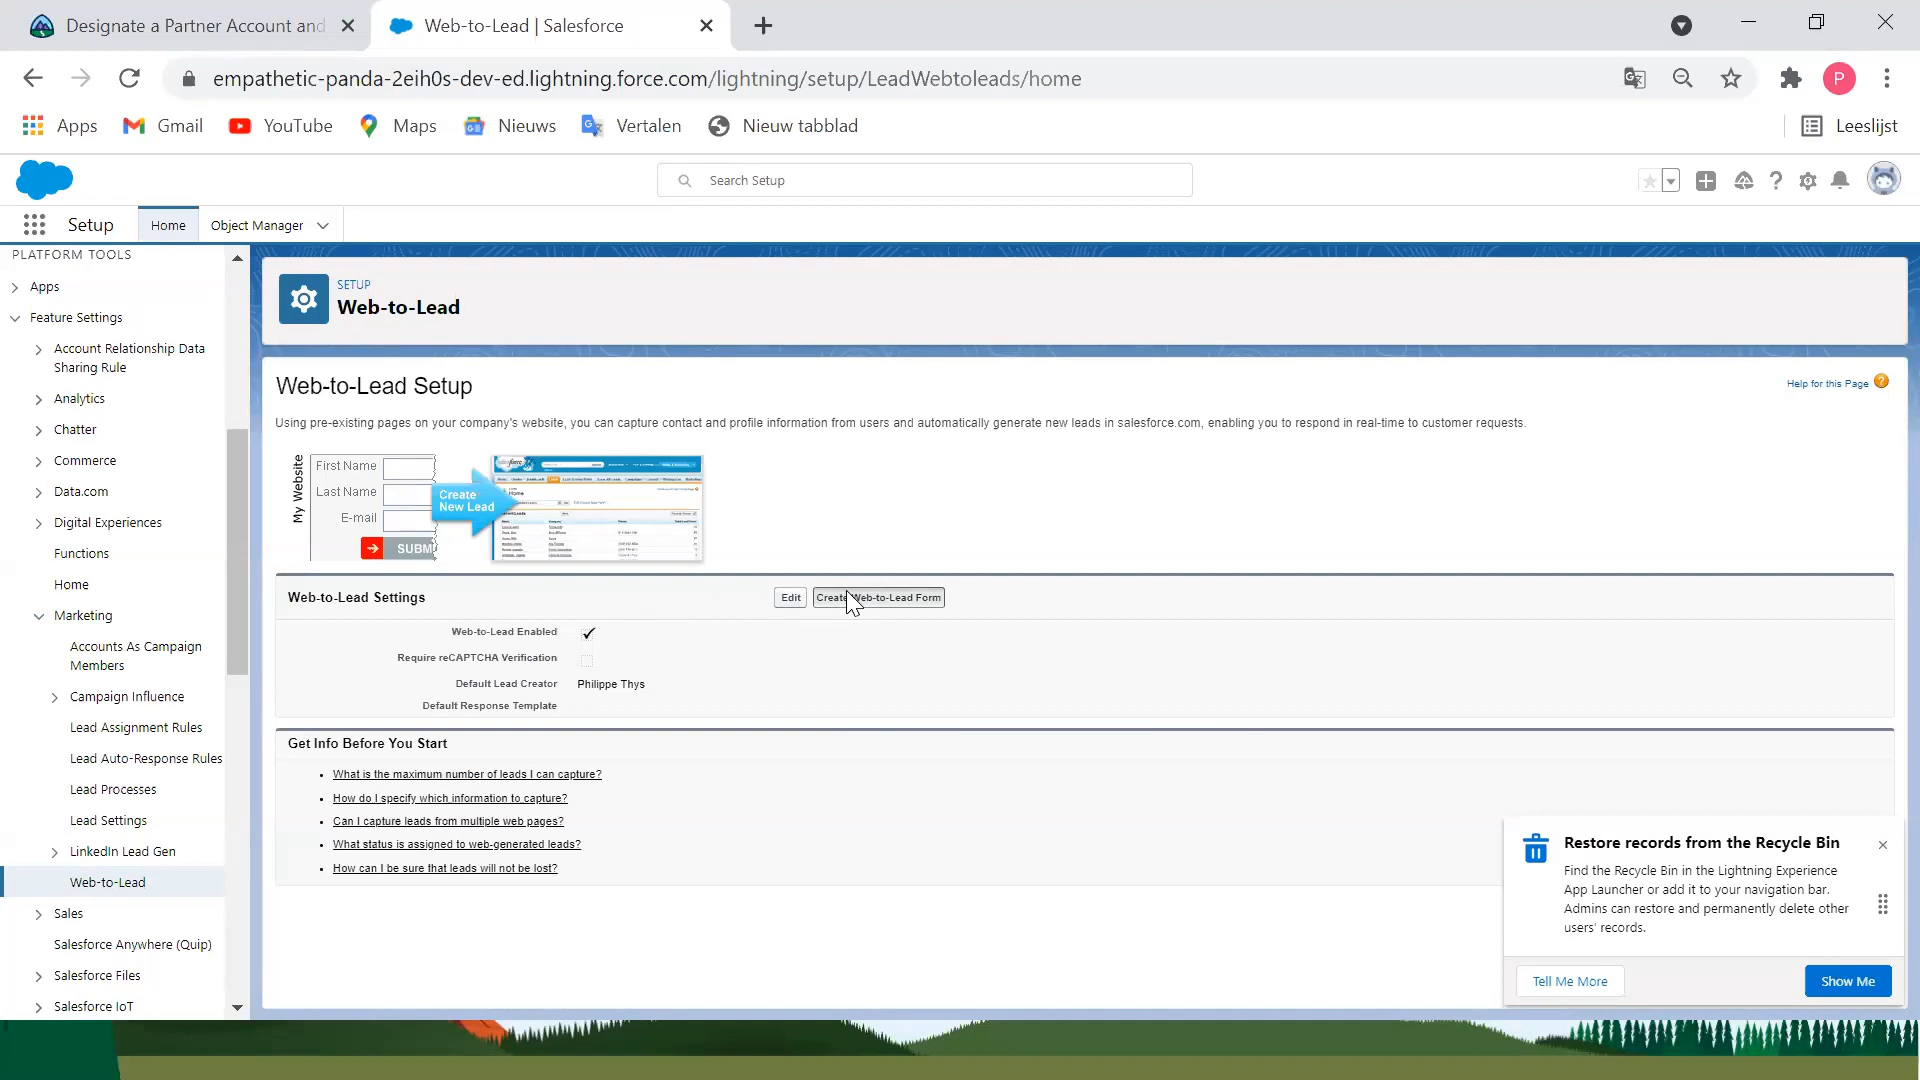 Designate a Partner Account and
Web-to-Lead | Salesforce
empathetic-panda-2eih0s-dev-ed.lightning.force.com/lightning/setup/LeadWebtoleads/home
P
Apps
Gmail
YouTube
Maps
Nieuws
Vertalen
Nieuw tabblad
Leeslijst
Search Setup
Setup
Home
Object Manager
PLATFORM TOOLS
Apps
Feature Settings
Account Relationship Data
Sharing Rule
Analytics
Chatter
Commerce
Data.com
Digital Experiences
Functions
Home
Marketing
Accounts As Campaign
Members
Campaign Influence
Lead Assignment Rules
Lead Auto-Response Rules
Lead Processes
Lead Settings
LinkedIn Lead Gen
Web-to-Lead
Sales
Salesforce Anywhere (Quip)
Salesforce Files
Salesforce IoT
SETUP
Web-to-Lead
Web-to-Lead Setup
Help for this Page
Using pre-existing pages on your company's website, you can capture contact and profile information from users and automatically generate new leads in salesforce.com, enabling you to respond in real-time to customer requests.
My Website
First Name
Last Name
E-mail
SUBM
Create
New Lead
Web-to-Lead Settings
Edit
Create Web-to-Lead Form
Web-to-Lead Enabled
Require reCAPTCHA Verification
Default Lead Creator
Philippe Thys
Default Response Template
Get Info Before You Start
What is the maximum number of leads I can capture?
How do I specify which information to capture?
Can I capture leads from multiple web pages?
What status is assigned to web-generated leads?
How can I be sure that leads will not be lost?
Restore records from the Recycle Bin
Find the Recycle Bin in the Lightning Experience
App Launcher or add it to your navigation bar.
Admins can restore and permanently delete other
users' records.
Tell Me More
Show Me